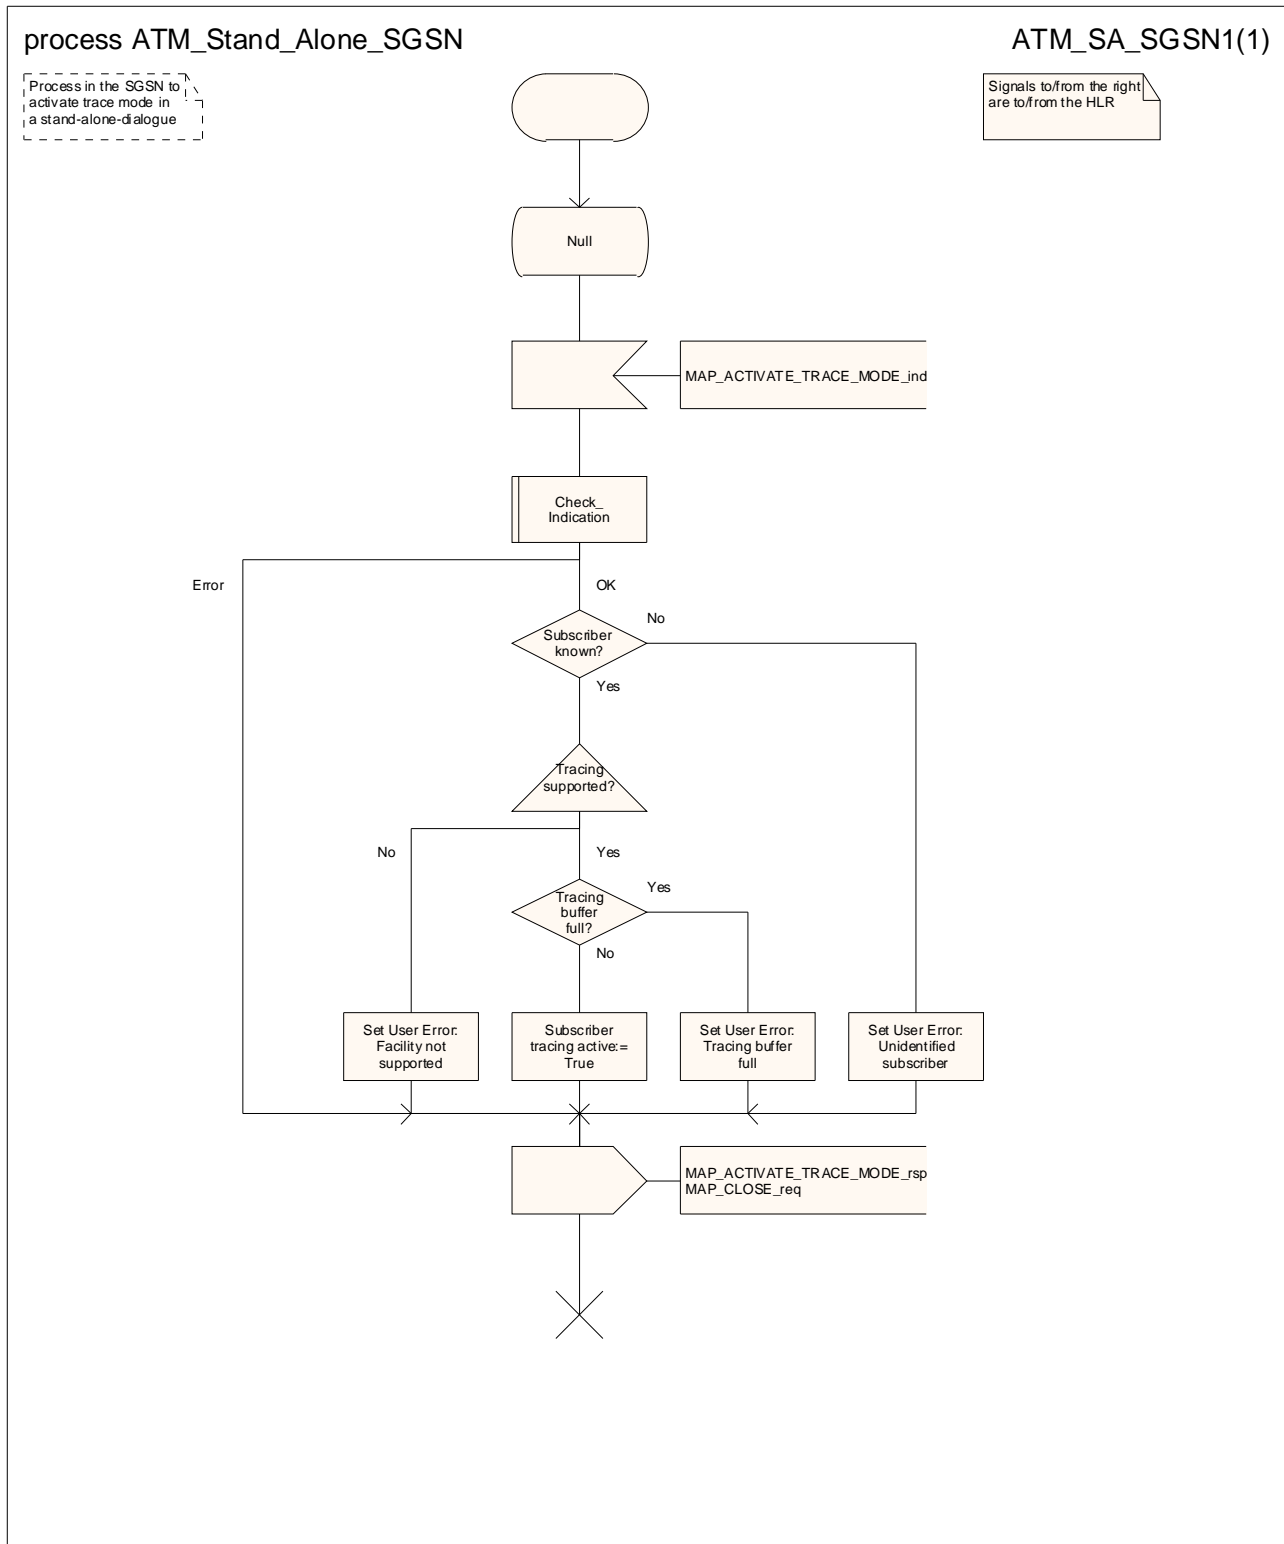 process ATM_Stand_Alone_SGSN
ATM_SA_SGSN1(1)
Process in the SGSN to
activate trace mode in
a stand-alone-dialogue
Signals to/from the right
are to/from the HLR
Null
MAP_ACTIVATE_TRACE_MODE_ind
Check_
Indication
Error
OK
No
Subscriber
known?
Yes
Tracing
supported?
No
Yes
Yes
Tracing
buffer
full?
No
Set User Error:
Facility not
supported
Subscriber
tracing active:=
True
Set User Error:
Tracing buffer
full
Set User Error:
Unidentified
subscriber
MAP_ACTIVATE_TRACE_MODE_rsp
MAP_CLOSE_req